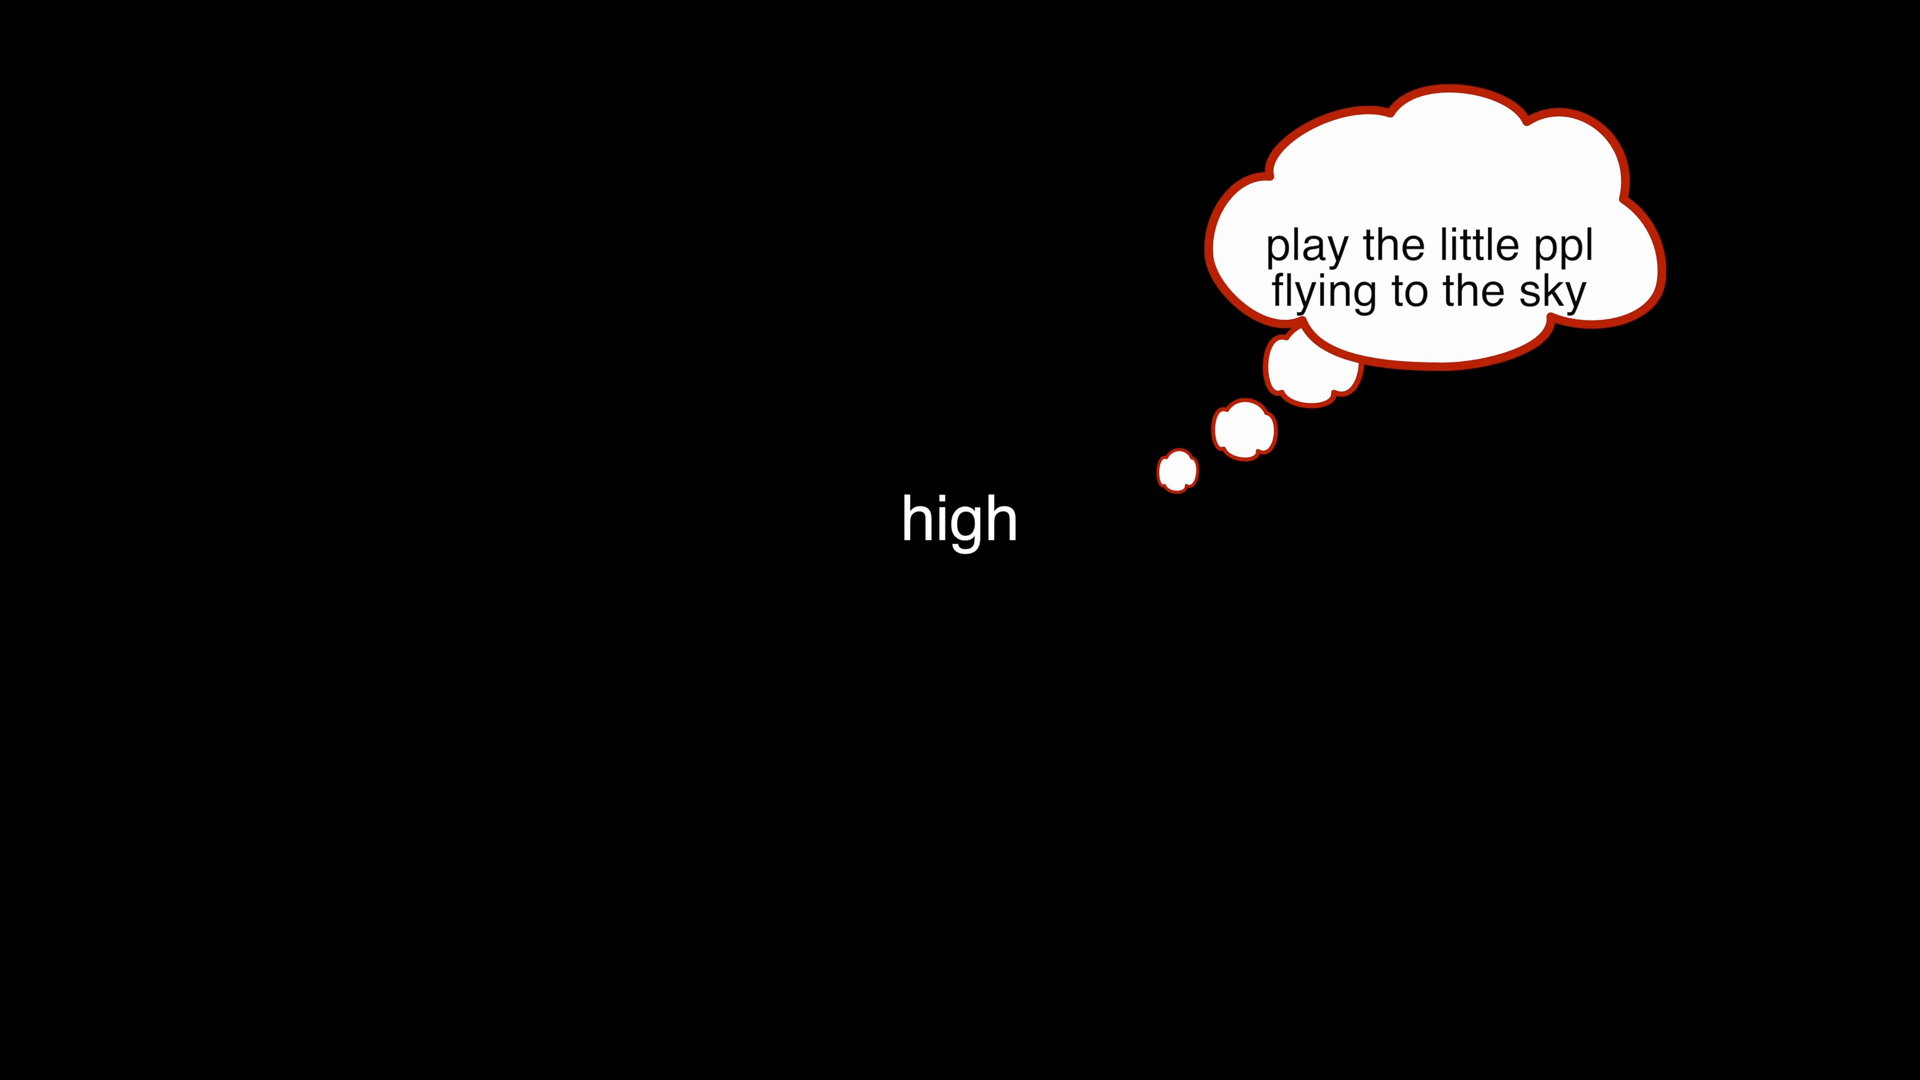 play the little ppl
flying to the sky
high